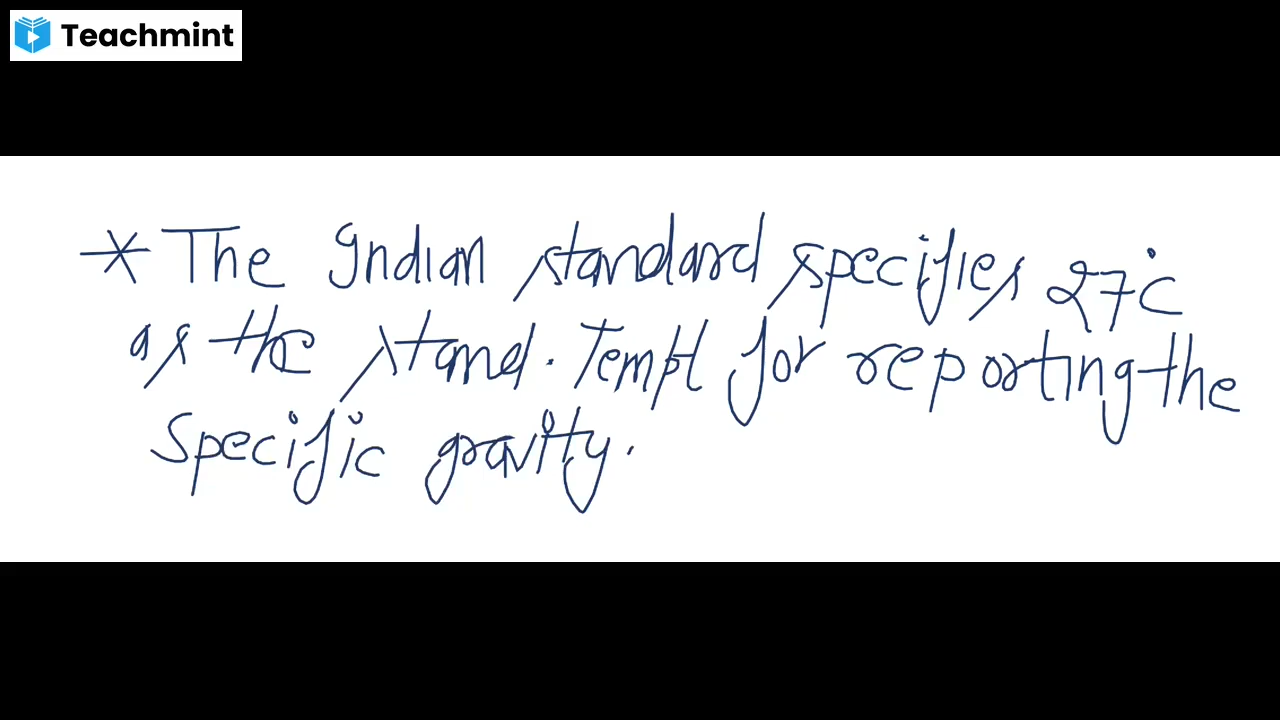 Teachmint
* The Indian standard specifies 27°C
as the stand. Tempt for reporting the
specific gravity.